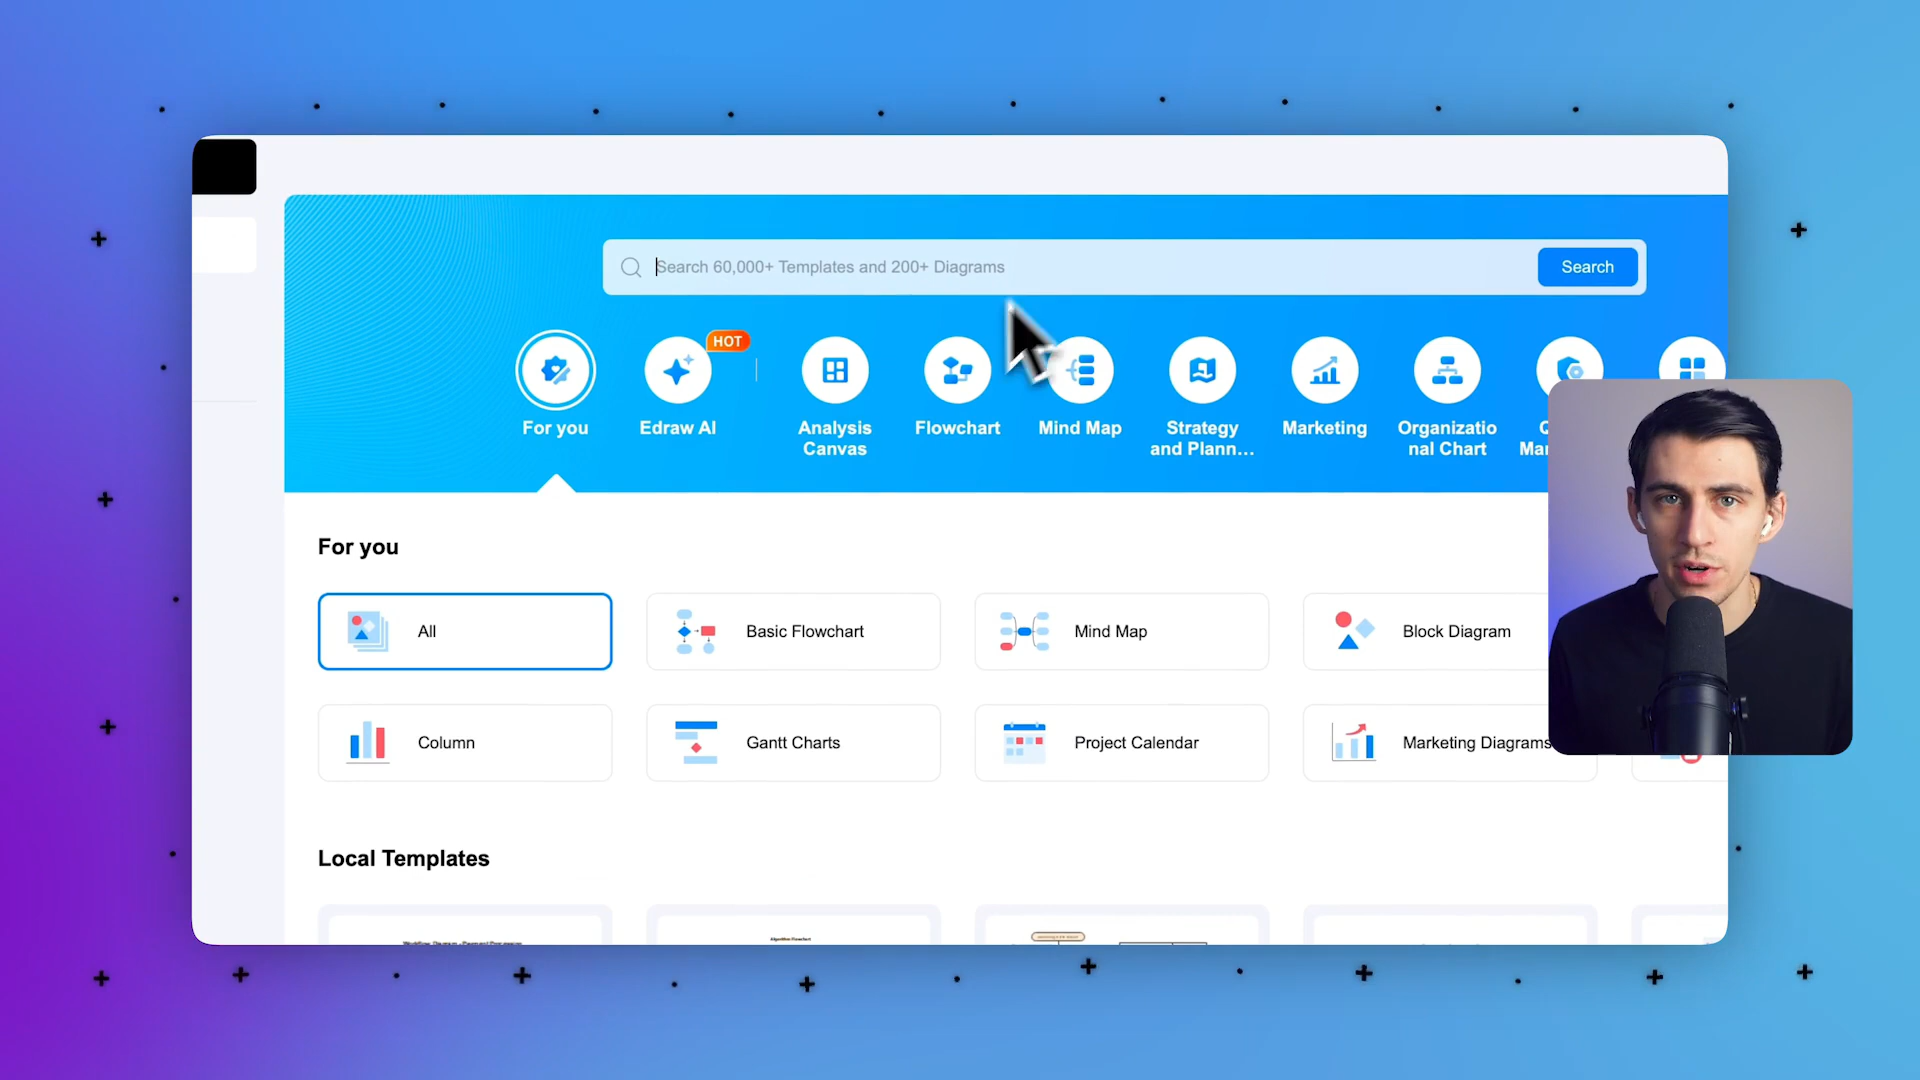 Search 60,000+ Templates and 200+ Diagrams
Search
HOT
For you
Edraw AI
Analysis
Canvas
Flowchart
Mind Map
Strategy
and Plann...
Marketing
Organizatio
nal Chart
For you
All
Basic Flowchart
Mind Map
Block Diagram
Column
Gantt Charts
Project Calendar
Marketing Diagrams
Local Templates
Algorithm Flowchart